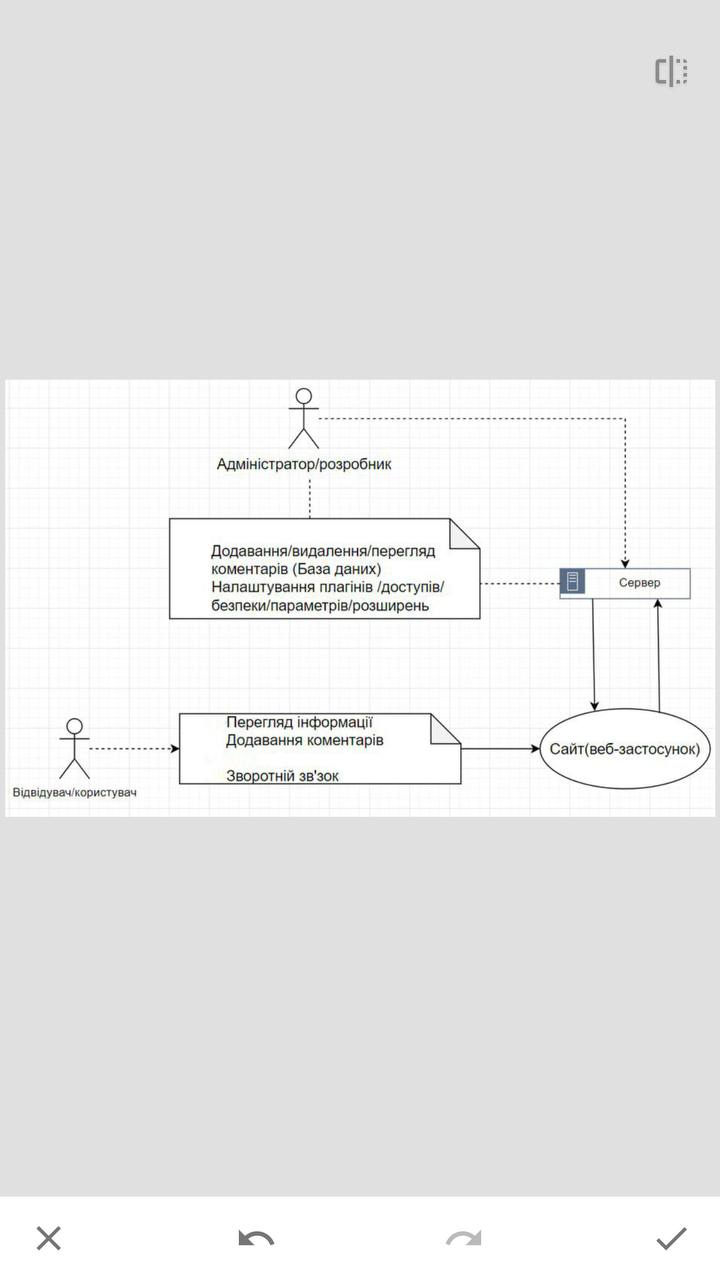 Адміністратор/розробник
Додавання/видалення/перегляд
коментарів (База даних)
Налаштування плагінів /доступів/
безпеки/параметрів/розширень
Сервер
Перегляд інформації
Додавання коментарів
Зворотній зв'зок
Сайт(веб-застосунок)
Відвідувач/користувач